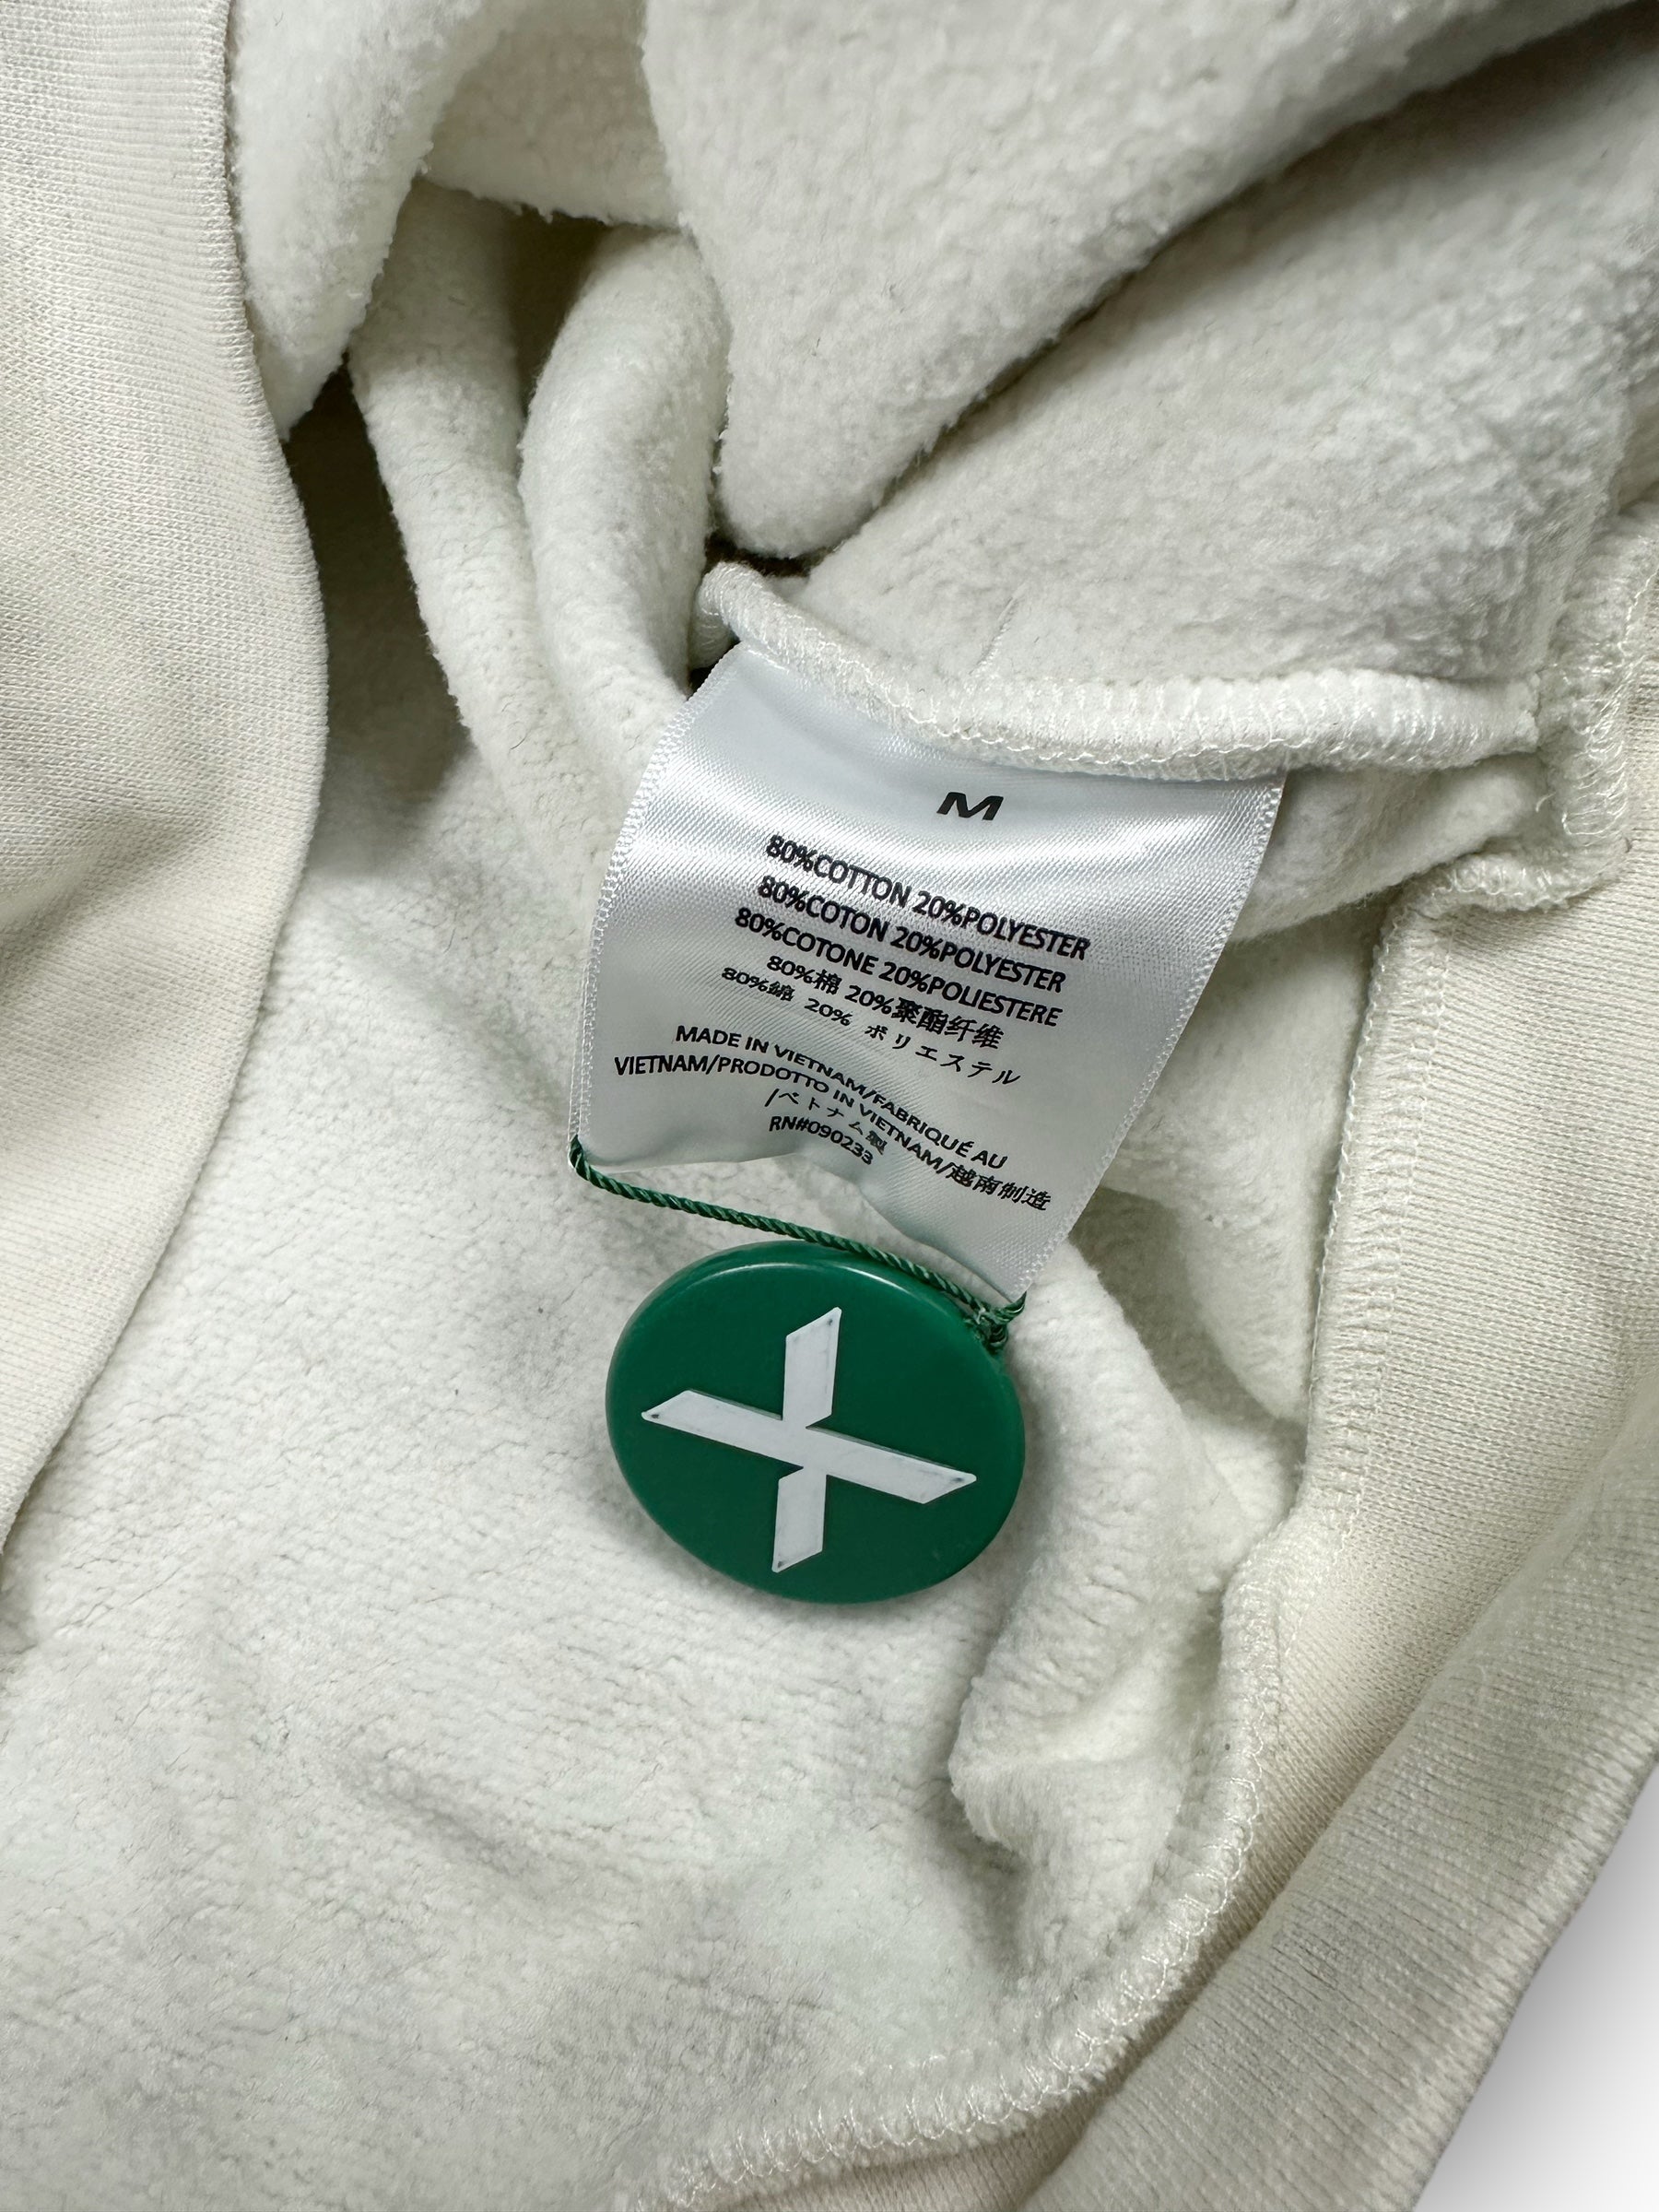 M
80%COTTON 20%POLYESTER
80%COTON 20%POLYESTER
80%COTONE 20%POLIESTERE
80%棉 20%聚酯纤维
80%綿 20% ポリエステル
MADE IN VIETNAM/FABRIQUÉ AU
VIETNAM/PRODOTTO IN VIETNAM/越南制造
/ベトナム製
RN#090233